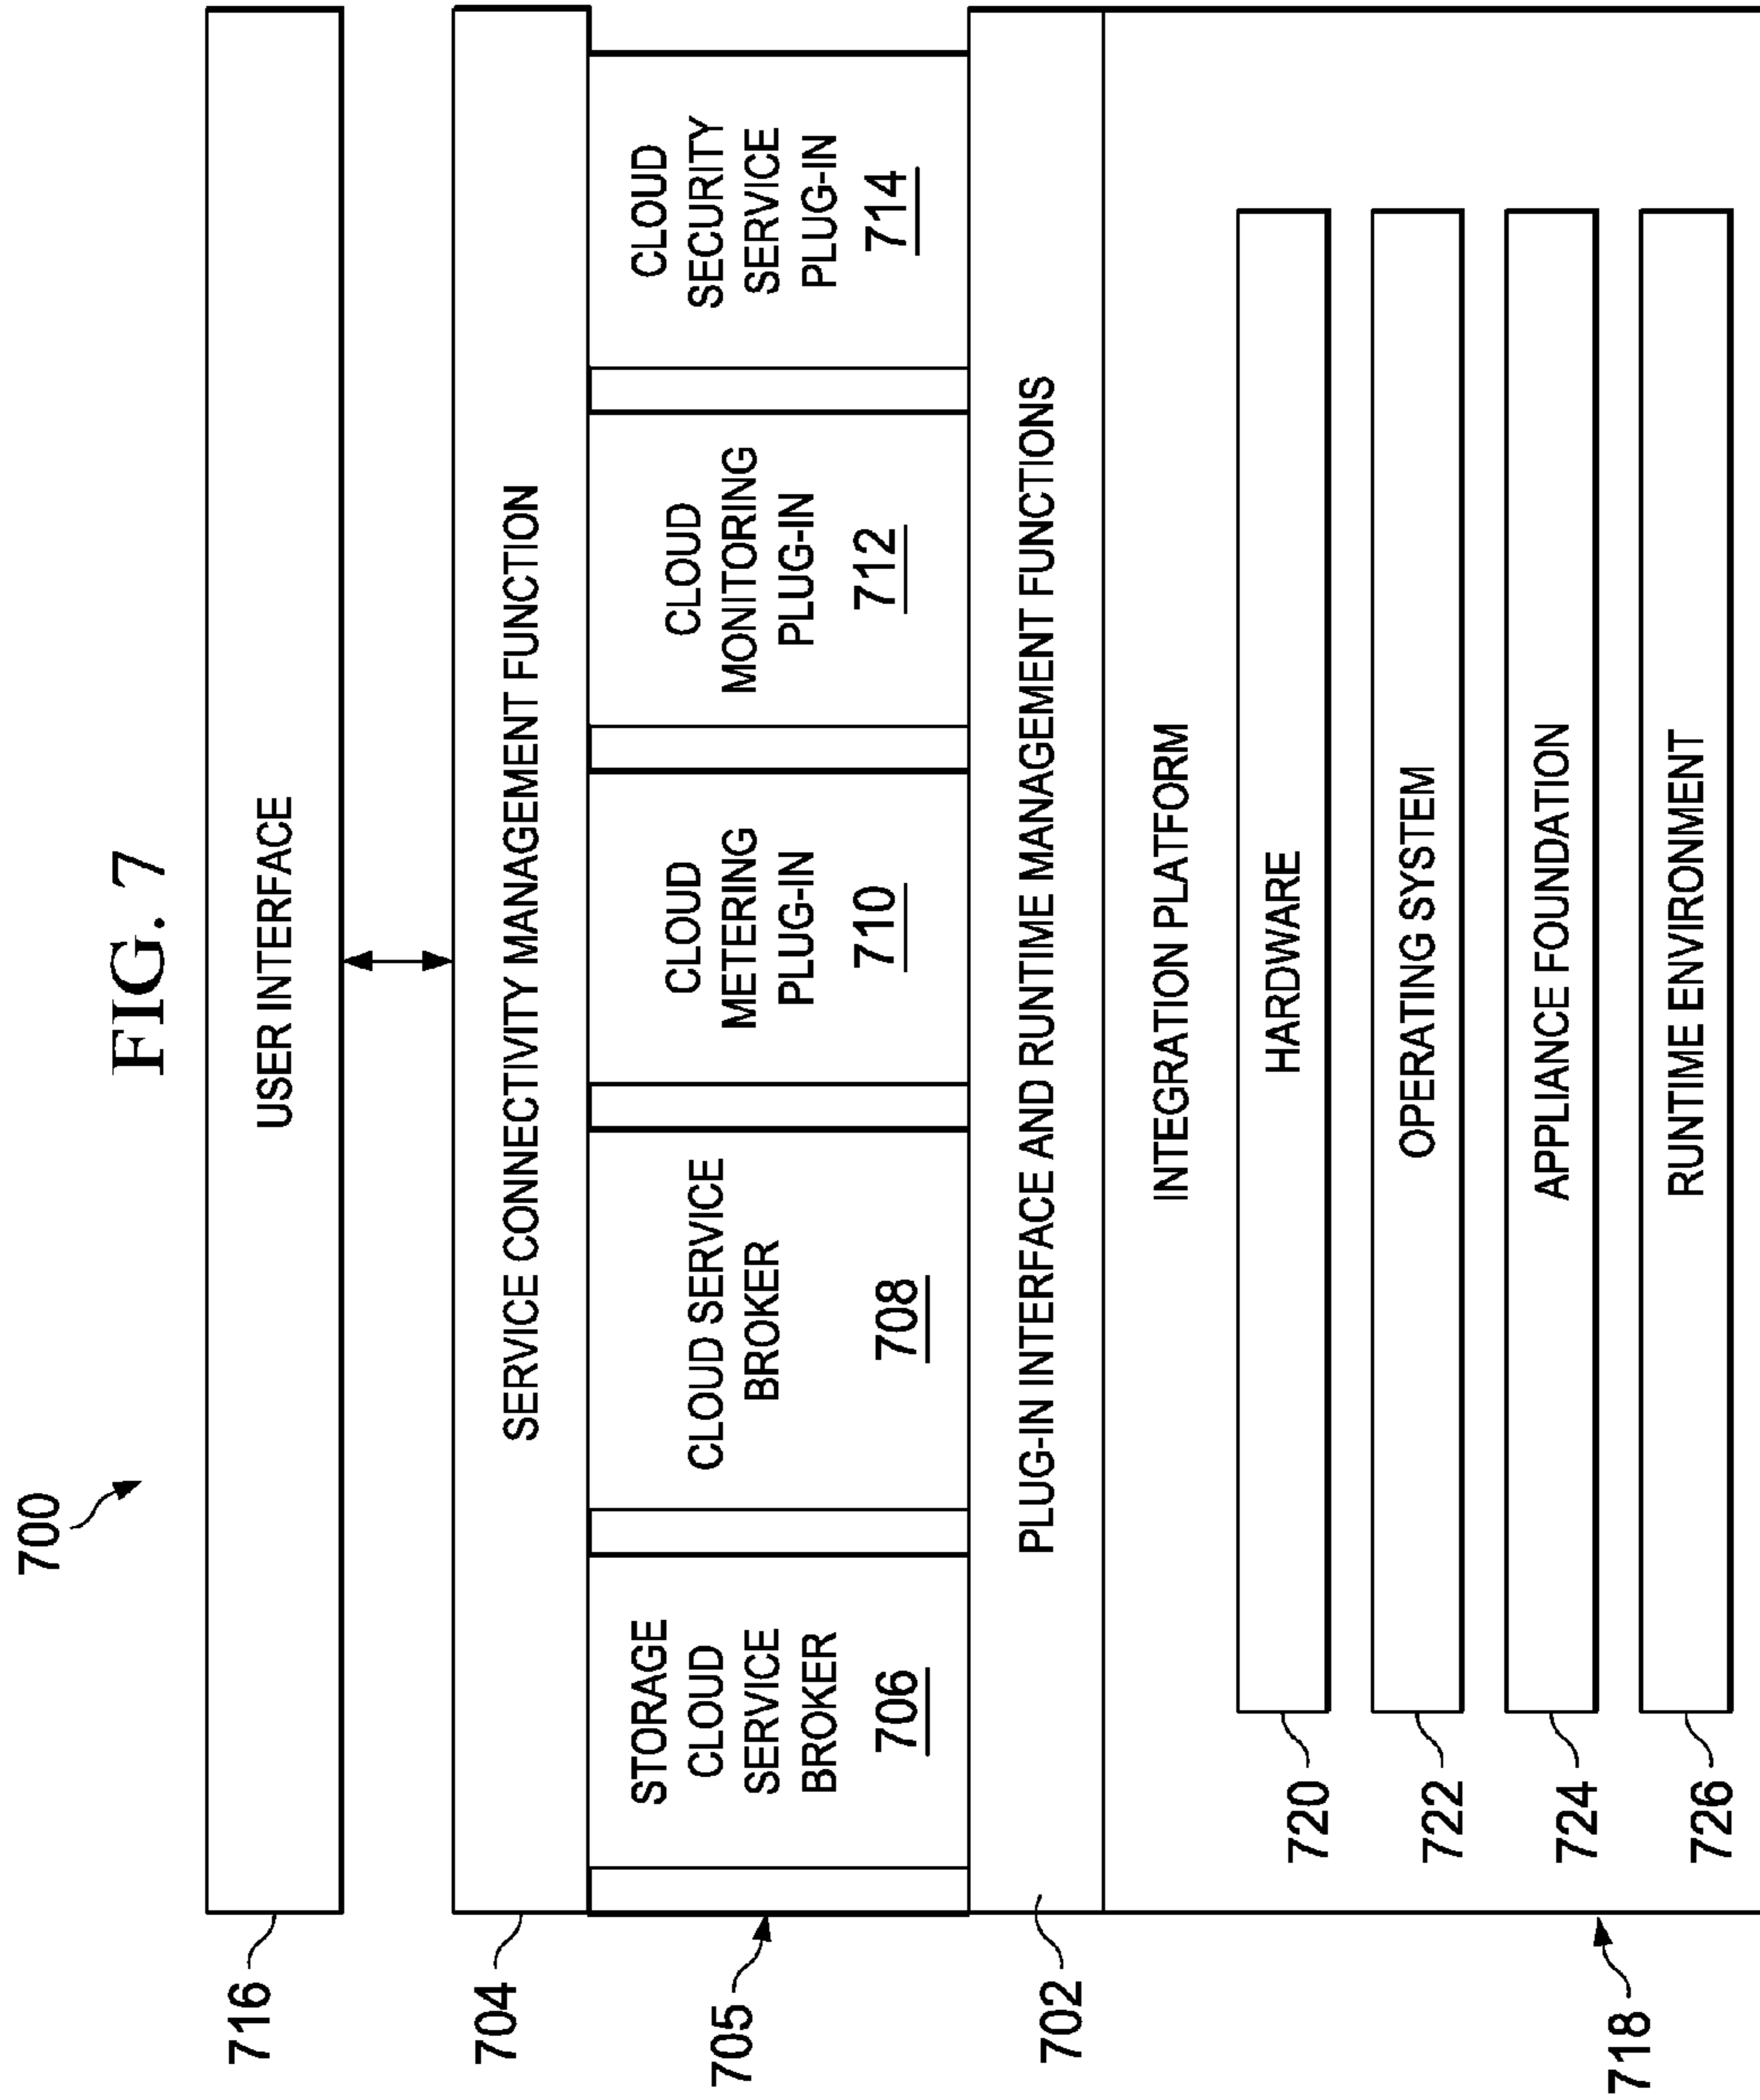 FIG. 7
700
716
USER INTERFACE
704
SERVICE CONNECTIVITY MANAGEMENT FUNCTION
705
STORAGE
CLOUD
SERVICE
BROKER
706
CLOUD SERVICE
BROKER
708
CLOUD
METERING
PLUG-IN
710
CLOUD
MONITORING
PLUG-IN
712
CLOUD
SECURITY
SERVICE
PLUG-IN
714
702
PLUG-IN INTERFACE AND RUNTIME MANAGEMENT FUNCTIONS
INTEGRATION PLATFORM
720
HARDWARE
722
OPERATING SYSTEM
724
APPLIANCE FOUNDATION
726
RUNTIME ENVIRONMENT
718